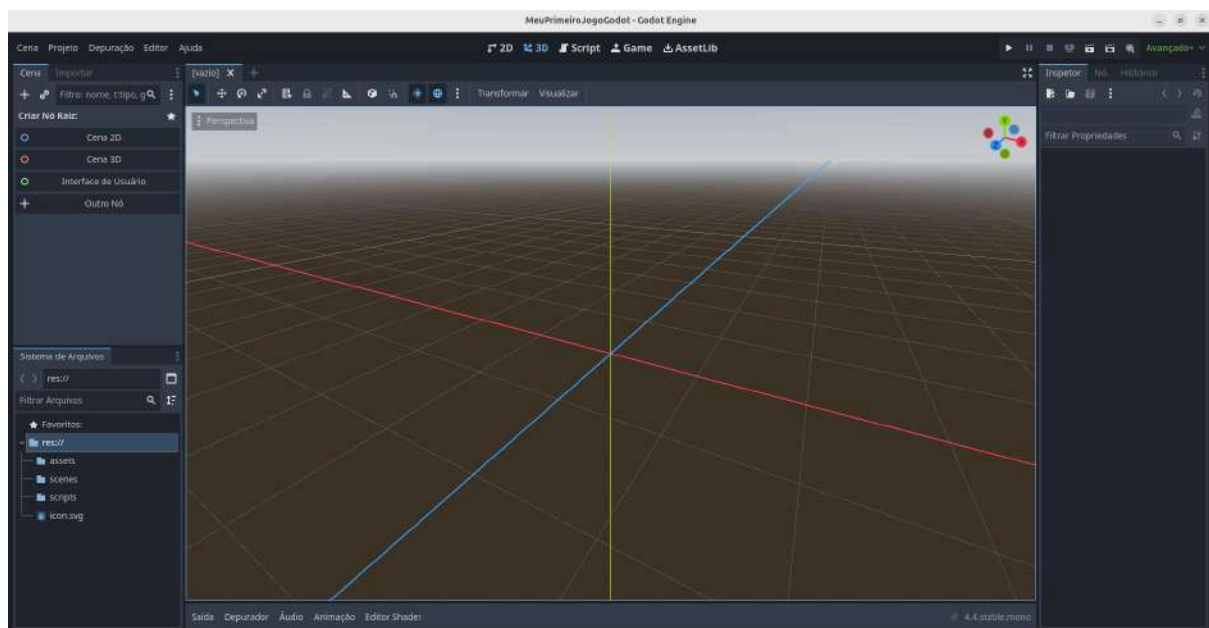 MeuPrimeiroJogoGodot - Godot Engine
Cena Projeto Depuração Editor Ajuda
2D 3D Script Game AssetLib
Avançado+
Cena Importar
Filtro: nome, t:tipo, g
Criar Nó Raiz:
Cena 2D
Cena 3D
Interface de Usuário
Outro Nó
Sistema de Arquivos
res://
Filtrar Arquivos
Favoritos:
res://
assets
scenes
scripts
icon.svg
[vazio] X +
Transformar Visualizar
Perspectiva
Y
X
Z
Saída Depurador Áudio Animação Editor Shader
4.4.stable.mono
Inspetor Nó Histórico
Filtrar Propriedades